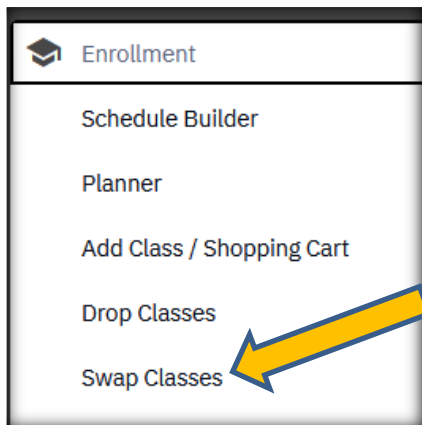 Enrollment
Schedule Builder
Planner
Add Class / Shopping Cart
Drop Classes
Swap Classes